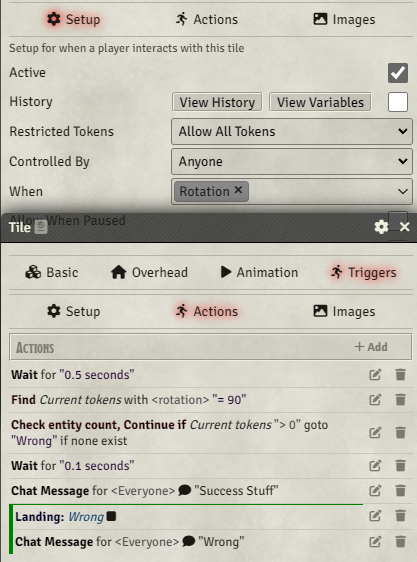 Setup Actions Images
Setup for when a player interacts with this tile
Active
History View History View Variables
Restricted Tokens Allow All Tokens
Controlled By Anyone
When Rotation ×
Allow When Paused
Tile
Basic Overhead Animation Triggers
Setup Actions Images
Actions + Add
Wait for "0.5 seconds"
Find Current tokens with <rotation> "= 90"
Check entity count, Continue if Current tokens "> 0" goto
"Wrong" if none exist
Wait for "0.1 seconds"
Chat Message for <Everyone> "Success Stuff"
Landing: Wrong
Chat Message for <Everyone> "Wrong"